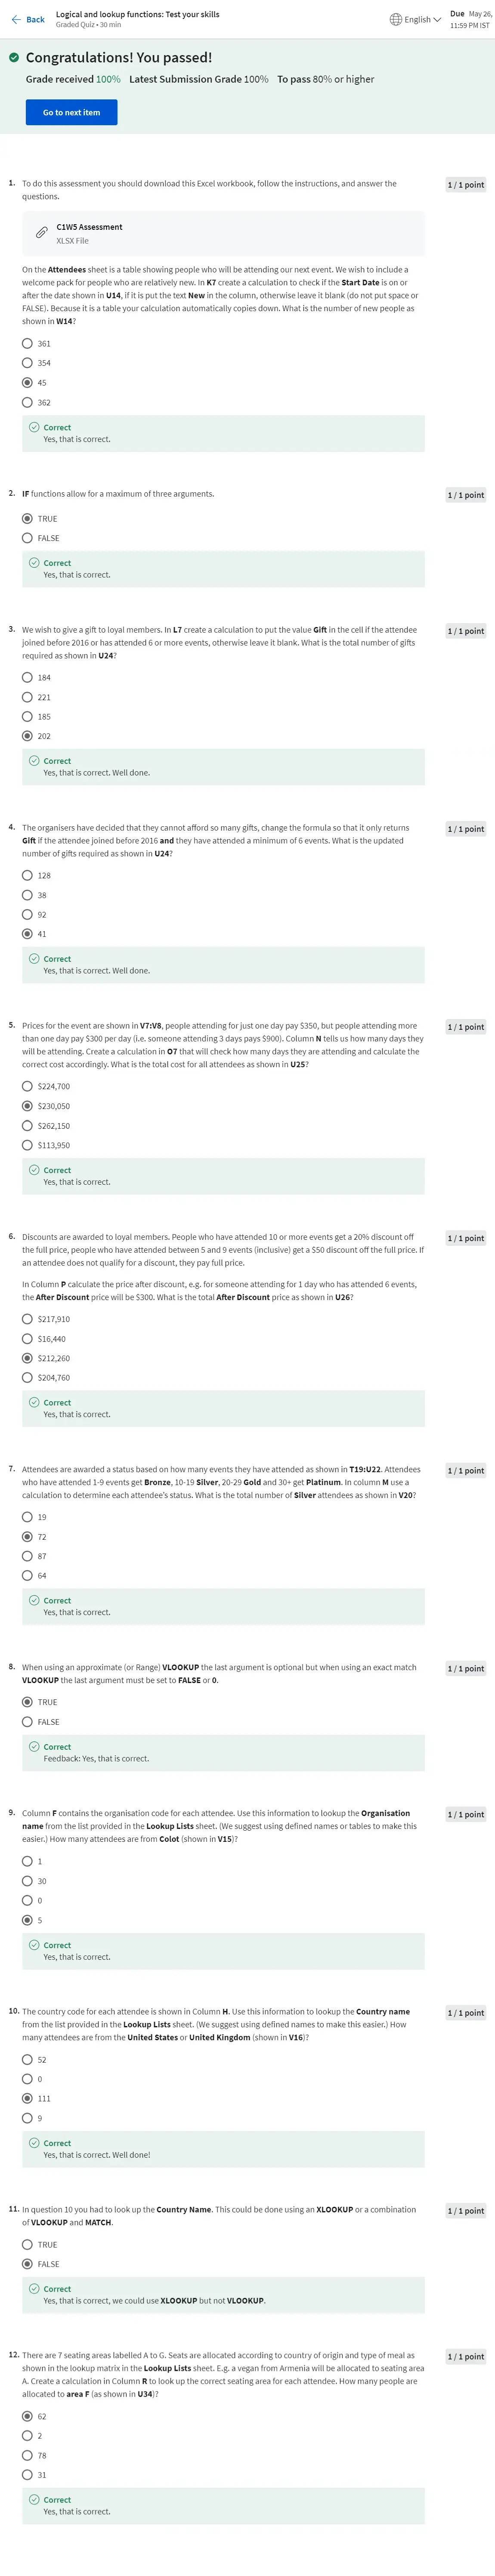 Back
Logical and lookup functions: Test your skills
Graded Quiz • 30 min
English
Due May 26,
11:59 PM IST
Congratulations! You passed!
Grade received 100% Latest Submission Grade 100% To pass 80% or higher
Go to next item
1. To do this assessment you should download this Excel workbook, follow the instructions, and answer the
questions.
1 / 1 point
C1W5 Assessment
XLSX File
On the Attendees sheet is a table showing people who will be attending our next event. We wish to include a
welcome pack for people who are relatively new. In K7 create a calculation to check if the Start Date is on or
after the date shown in U14, if it is put the text New in the column, otherwise leave it blank (do not put space or
FALSE). Because it is a table your calculation automatically copies down. What is the number of new people as
shown in W14?
361
354
45
362
Correct
Yes, that is correct.
2. IF functions allow for a maximum of three arguments.
1 / 1 point
TRUE
FALSE
Correct
Yes, that is correct.
3. We wish to give a gift to loyal members. In L7 create a calculation to put the value Gift in the cell if the attendee
joined before 2016 or has attended 6 or more events, otherwise leave it blank. What is the total number of gifts
required as shown in U24?
1 / 1 point
184
221
185
202
Correct
Yes, that is correct. Well done.
4. The organisers have decided that they cannot afford so many gifts, change the formula so that it only returns
Gift if the attendee joined before 2016 and they have attended a minimum of 6 events. What is the updated
number of gifts required as shown in U24?
1 / 1 point
128
38
92
41
Correct
Yes, that is correct. Well done.
5. Prices for the event are shown in V7:V8, people attending for just one day pay $350, but people attending more
than one day pay $300 per day (i.e. someone attending 3 days pays $900). Column N tells us how many days they
will be attending. Create a calculation in O7 that will check how many days they are attending and calculate the
correct cost accordingly. What is the total cost for all attendees as shown in U25?
1 / 1 point
$224,700
$230,050
$262,150
$113,950
Correct
Yes, that is correct.
6. Discounts are awarded to loyal members. People who have attended 10 or more events get a 20% discount off
the full price, people who have attended between 5 and 9 events (inclusive) get a $50 discount off the full price. If
an attendee does not qualify for a discount, they pay full price.
1 / 1 point
In Column P calculate the price after discount, e.g. for someone attending for 1 day who has attended 6 events,
the After Discount price will be $300. What is the total After Discount price as shown in U26?
$217,910
$16,440
$212,260
$204,760
Correct
Yes, that is correct.
7. Attendees are awarded a status based on how many events they have attended as shown in T19:U22. Attendees
who have attended 1-9 events get Bronze, 10-19 Silver, 20-29 Gold and 30+ get Platinum. In column M use a
calculation to determine each attendee's status. What is the total number of Silver attendees as shown in V20?
1 / 1 point
19
72
87
64
Correct
Yes, that is correct.
8. When using an approximate (or Range) VLOOKUP the last argument is optional but when using an exact match
VLOOKUP the last argument must be set to FALSE or 0.
1 / 1 point
TRUE
FALSE
Correct
Feedback: Yes, that is correct.
9. Column F contains the organisation code for each attendee. Use this information to lookup the Organisation
name from the list provided in the Lookup Lists sheet. (We suggest using defined names or tables to make this
easier.) How many attendees are from Colot (shown in V15)?
1 / 1 point
1
30
0
5
Correct
Yes, that is correct.
10. The country code for each attendee is shown in Column H. Use this information to lookup the Country name
from the list provided in the Lookup Lists sheet. (We suggest using defined names to make this easier.) How
many attendees are from the United States or United Kingdom (shown in V16)?
1 / 1 point
52
0
111
9
Correct
Yes, that is correct. Well done!
11. In question 10 you had to look up the Country Name. This could be done using an XLOOKUP or a combination
of VLOOKUP and MATCH.
1 / 1 point
TRUE
FALSE
Correct
Yes, that is correct, we could use XLOOKUP but not VLOOKUP.
12. There are 7 seating areas labelled A to G. Seats are allocated according to country of origin and type of meal as
shown in the lookup matrix in the Lookup Lists sheet. E.g. a vegan from Armenia will be allocated to seating area
A. Create a calculation in Column R to look up the correct seating area for each attendee. How many people are
allocated to area F (as shown in U34)?
1 / 1 point
62
2
78
31
Correct
Yes, that is correct.